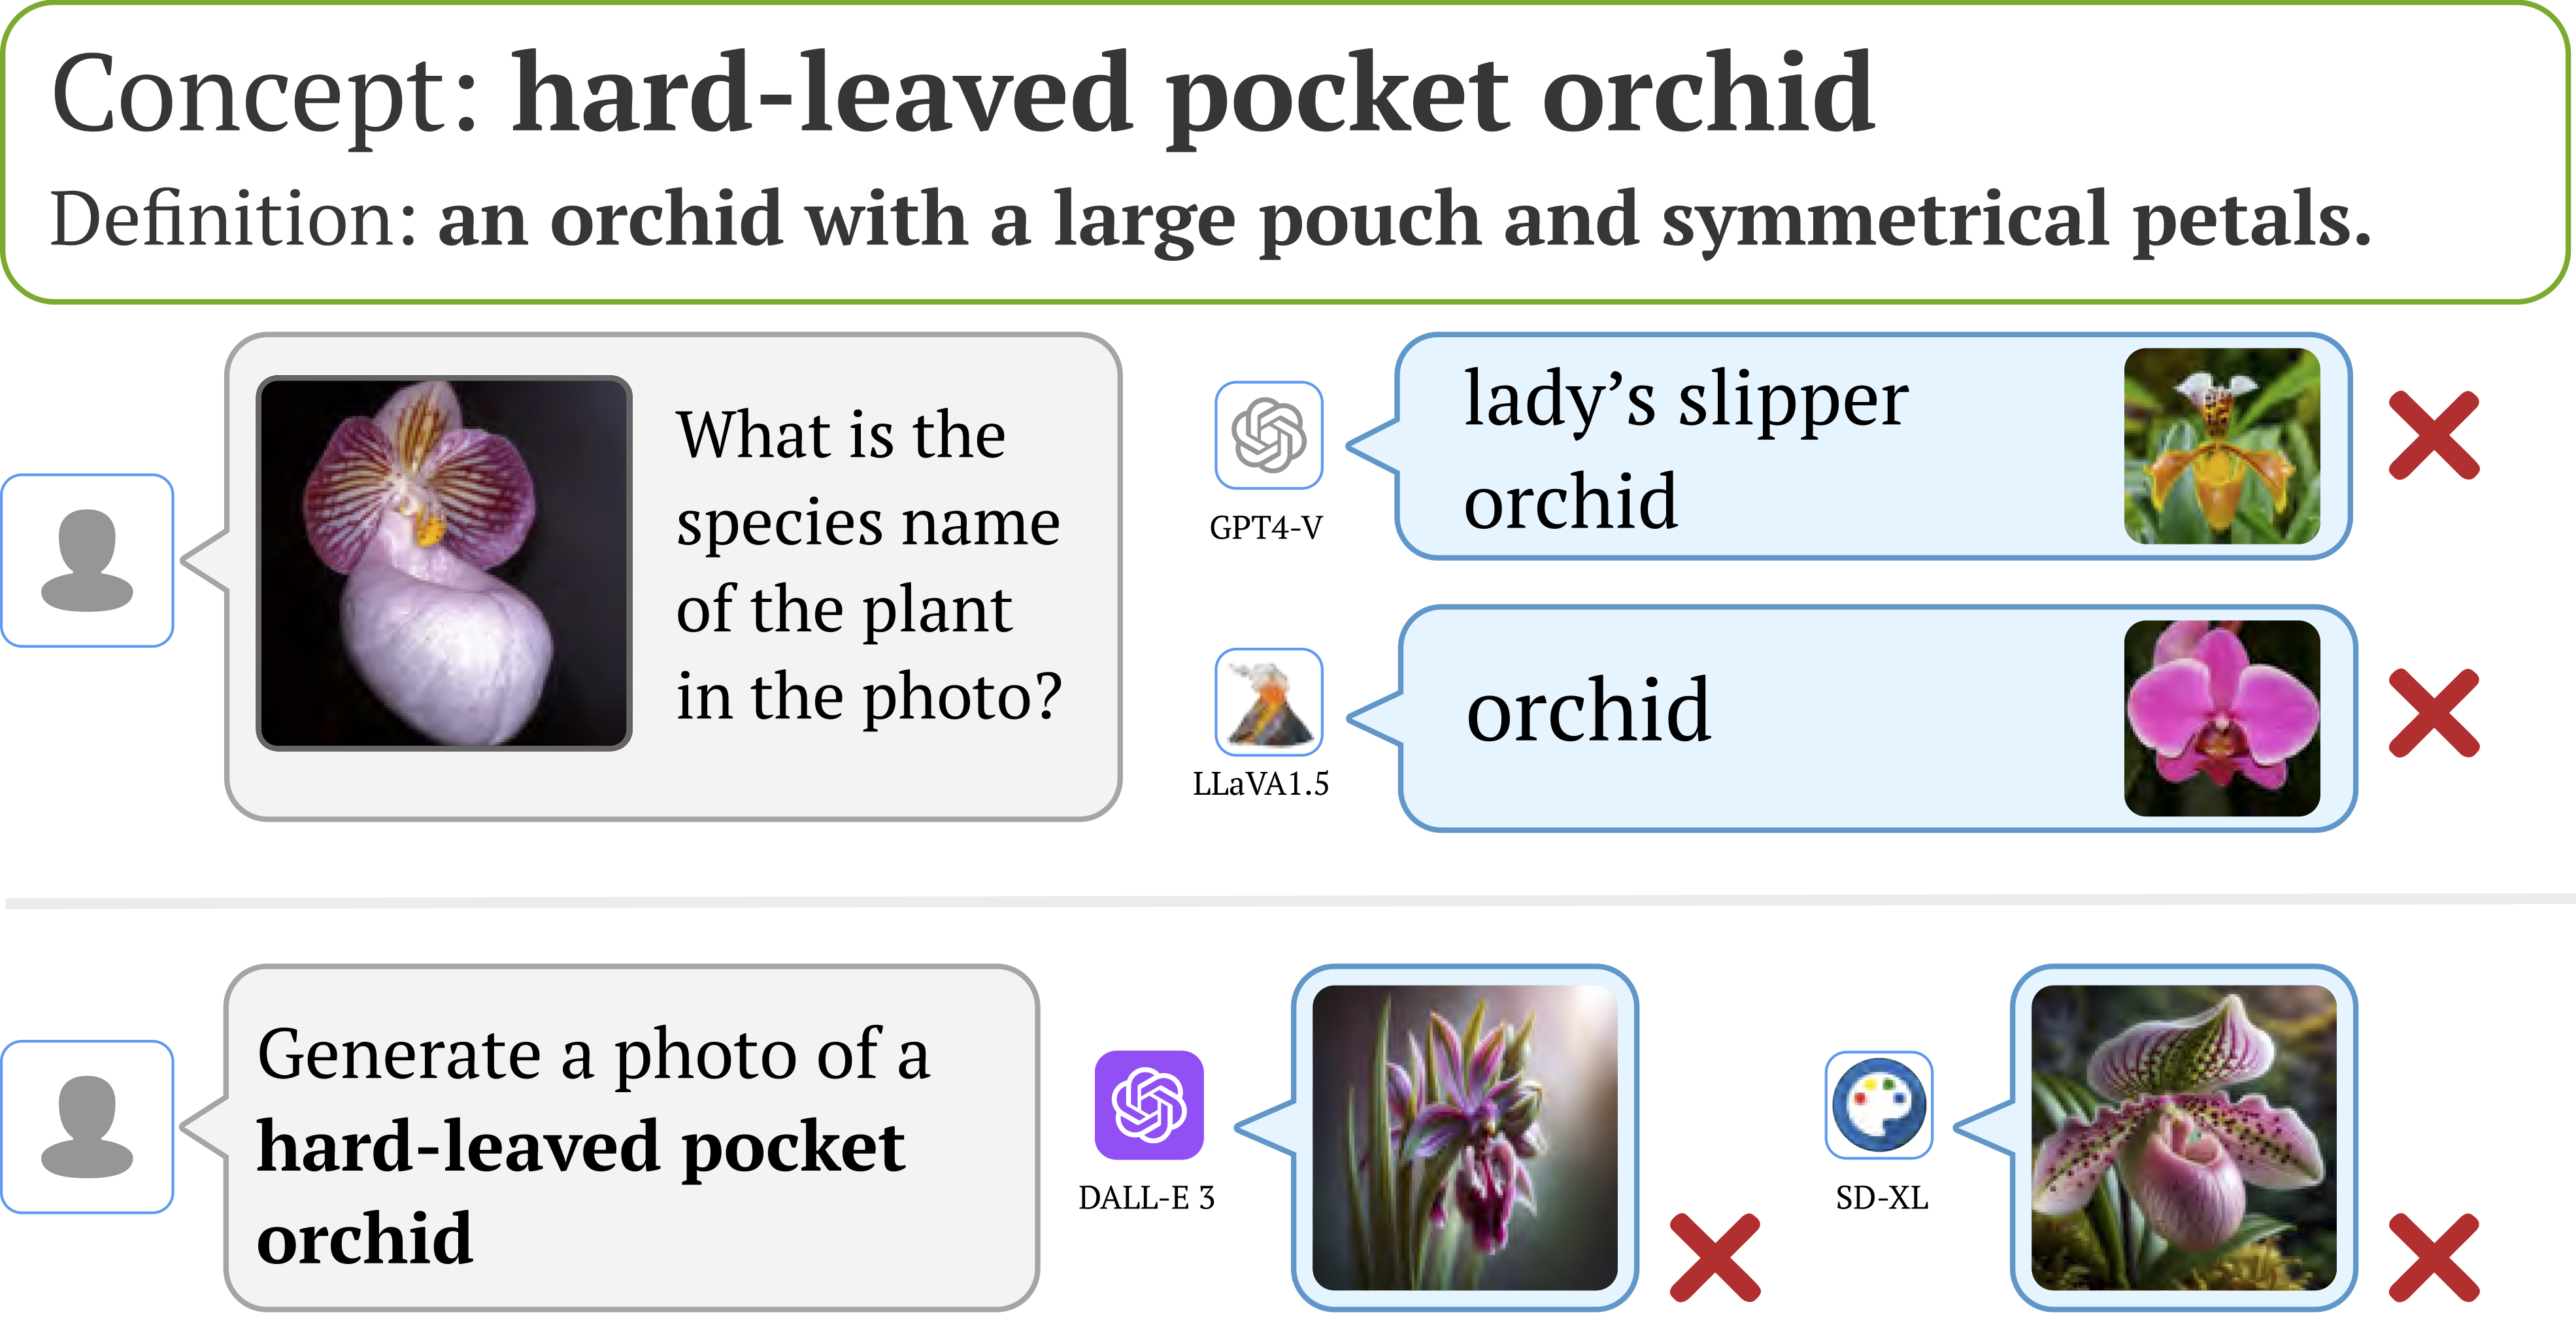 Concept: hard-leaved pocket orchid
Definition: an orchid with a large pouch and symmetrical petals.
What is the
species name
of the plant
in the photo?
GPT4-V
lady’s slipper
orchid
LLaVA1.5
orchid
Generate a photo of a
hard-leaved pocket
orchid
DALL-E 3
SD-XL